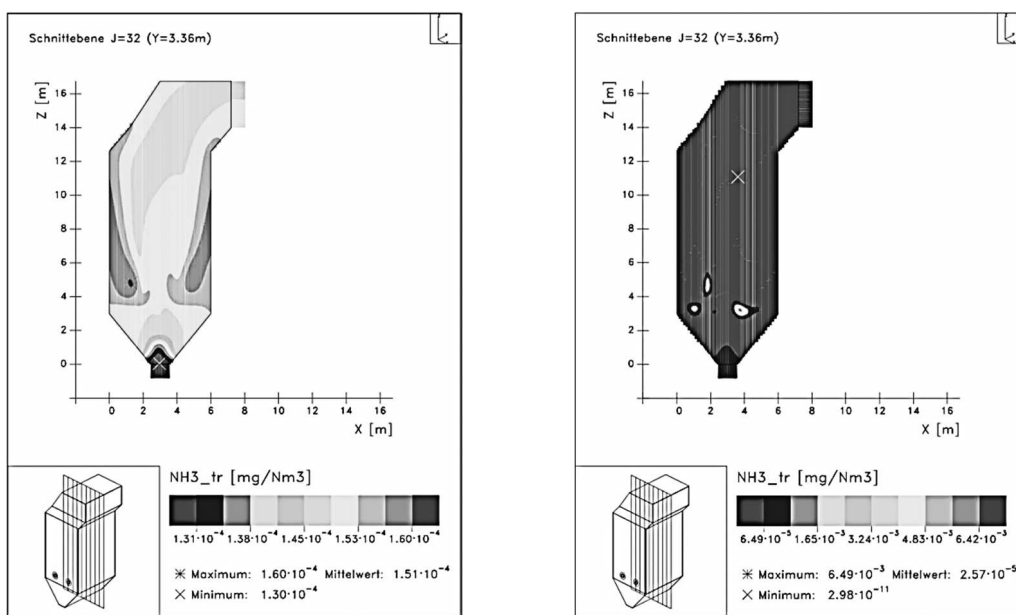 Schnittebene J=32 (Y=3.36m)
Z [m]
16
14
12
10
8
6
4
2
0
0 2 4 6 8 10 12 14 16
X [m]
NH3_tr [mg/Nm3]
1.31·10⁻⁴ 1.38·10⁻⁴ 1.45·10⁻⁴ 1.53·10⁻⁴ 1.60·10⁻⁴
Maximum: 1.60·10⁻⁴ Mittelwert: 1.51·10⁻⁴
Minimum: 1.30·10⁻⁴
Schnittebene J=32 (Y=3.36m)
Z [m]
16
14
12
10
8
6
4
2
0
0 2 4 6 8 10 12 14 16
X [m]
NH3_tr [mg/Nm3]
6.49·10⁻⁵ 1.65·10⁻³ 3.24·10⁻³ 4.83·10⁻³ 6.42·10⁻³
Maximum: 6.49·10⁻³ Mittelwert: 2.57·10⁻⁵
Minimum: 2.98·10⁻¹¹